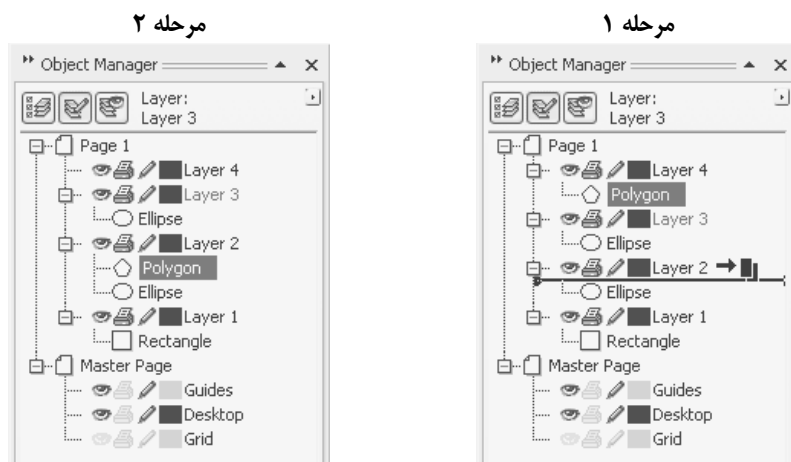 مرحله ۱
Object Manager
Layer:
Layer 3
Page 1
Layer 4
Polygon
Layer 3
Ellipse
Layer 2
Ellipse
Layer 1
Rectangle
Master Page
Guides
Desktop
Grid
مرحله ۲
Object Manager
Layer:
Layer 3
Page 1
Layer 4
Layer 3
Ellipse
Layer 2
Polygon
Ellipse
Layer 1
Rectangle
Master Page
Guides
Desktop
Grid